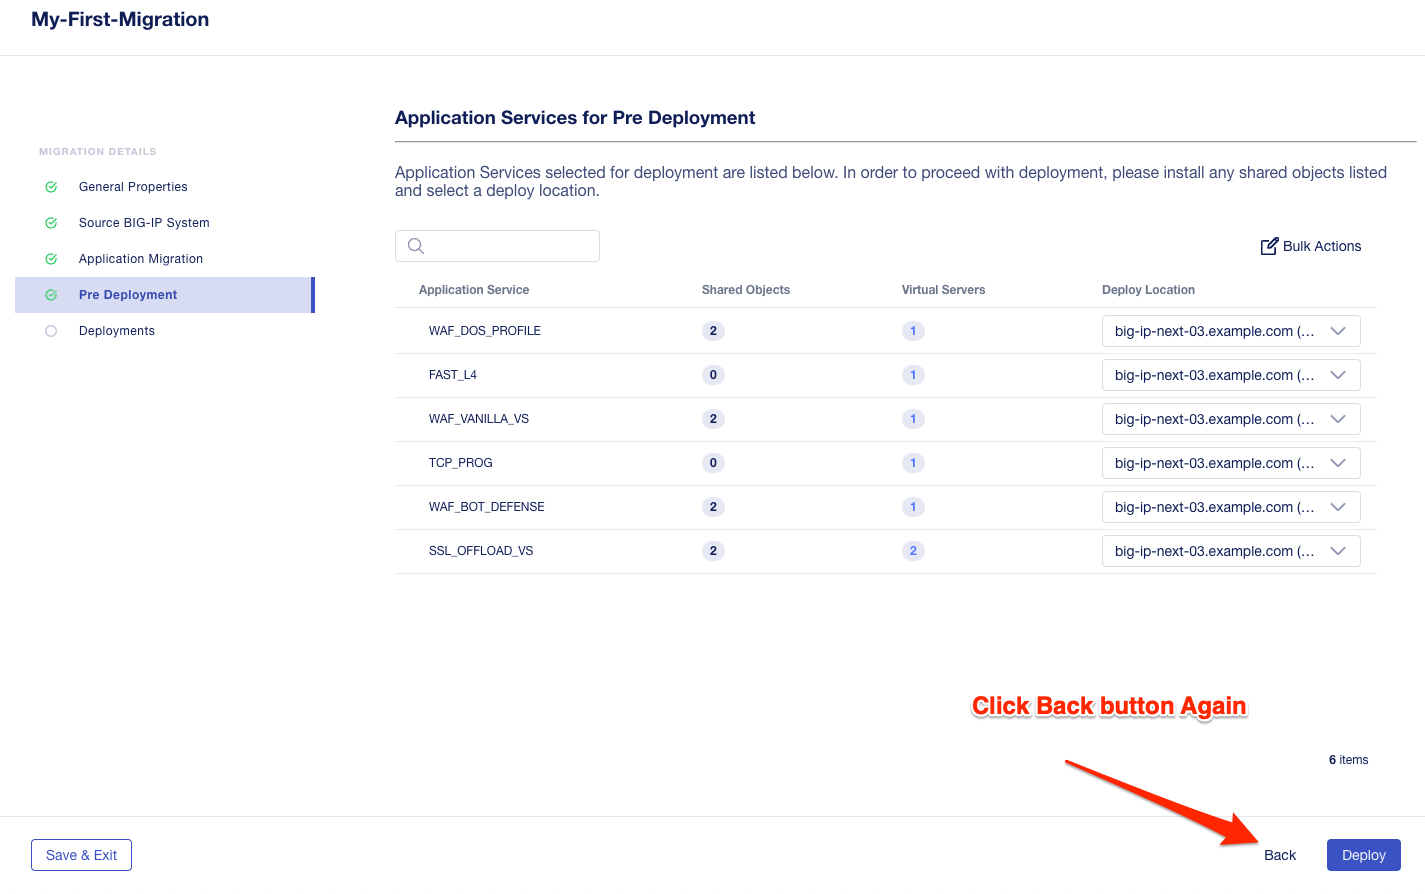 My-First-Migration
MIGRATION DETAILS
General Properties
Source BIG-IP System
Application Migration
Pre Deployment
Deployments
Application Services for Pre Deployment
Application Services selected for deployment are listed below. In order to proceed with deployment, please install any shared objects listed
and select a deploy location.
Bulk Actions
Application Service Shared Objects Virtual Servers Deploy Location
WAF_DOS_PROFILE 2 1 big-ip-next-03.example.com (...
FAST_L4 0 1 big-ip-next-03.example.com (...
WAF_VANILLA_VS 2 1 big-ip-next-03.example.com (...
TCP_PROG 0 1 big-ip-next-03.example.com (...
WAF_BOT_DEFENSE 2 1 big-ip-next-03.example.com (...
SSL_OFFLOAD_VS 2 2 big-ip-next-03.example.com (...
Click Back button Again
6 items
Save & Exit
Back
Deploy